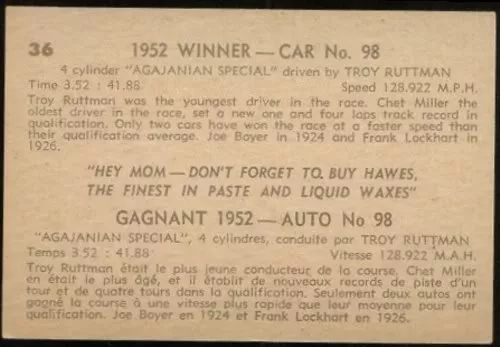 36 1952 WINNER — CAR No. 98
4 cylinder "AGAJANIAN SPECIAL" driven by TROY RUTTMAN
Time 3.52 : 41.88 Speed 128.922 M.P.H.
Troy Ruttman was the youngest driver in the race. Chet Miller the
oldest driver in the race, set a new one and four laps track record in
qualification. Only two cars have won the race at a faster speed than
their qualification average. Joe Boyer in 1924 and Frank Lockhart in
1926.
"HEY MOM — DON'T FORGET TO BUY HAWES,
THE FINEST IN PASTE AND LIQUID WAXES"
GAGNANT 1952 — AUTO No 98
"AGAJANIAN SPECIAL", 4 cylindres, conduite par TROY RUTTMAN
Temps 3.52 : 41.88 Vitesse 128.922 M.A.H.
Troy Ruttman était le plus jeune conducteur de la course. Chet Miller
en était le plus âgé, et il établit de nouveaux records de piste d'un
tour et de quatre tours dans la qualification. Seulement deux autos ont
gagné la course à une vitesse plus rapide que leur moyenne pour leur
qualification. Joe Boyer en 1924 et Frank Lockhart en 1926.